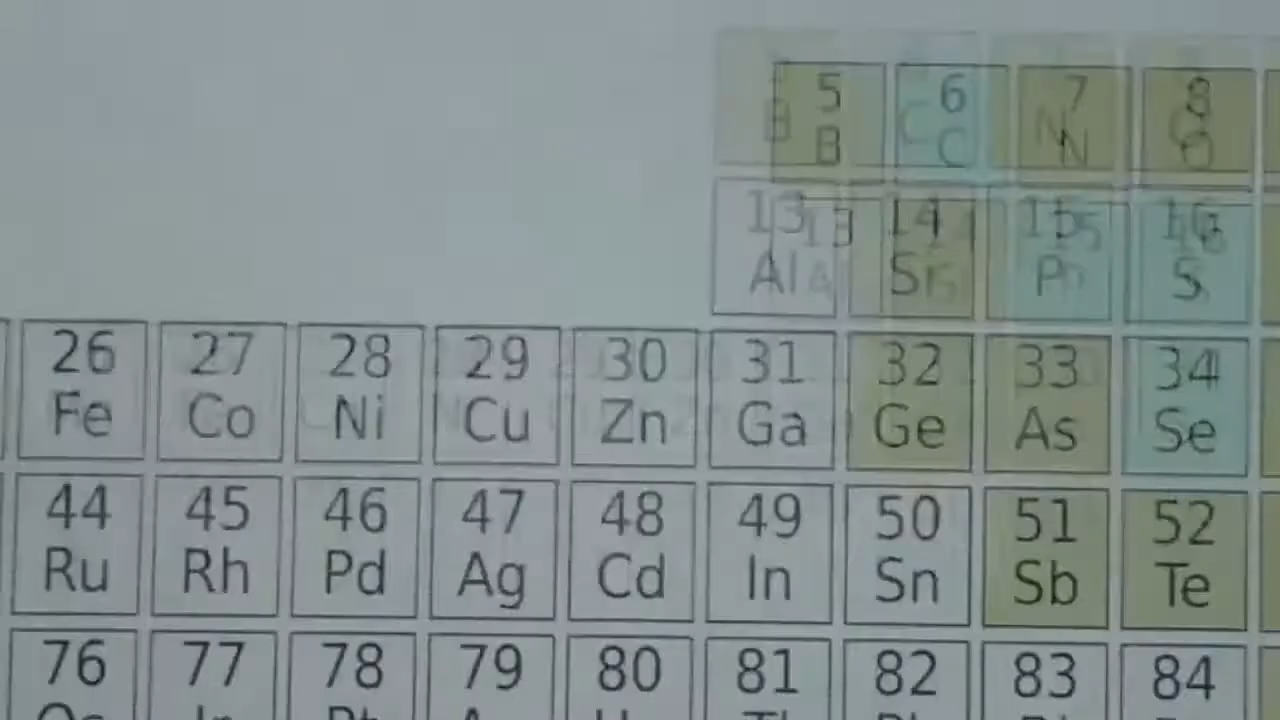 5 6 7 8
B C N O
13 14 15 16
Al Si P S
26 27 28 29 30 31 32 33 34
Fe Co Ni Cu Zn Ga Ge As Se
44 45 46 47 48 49 50 51 52
Ru Rh Pd Ag Cd In Sn Sb Te
76 77 78 79 80 81 82 83 84